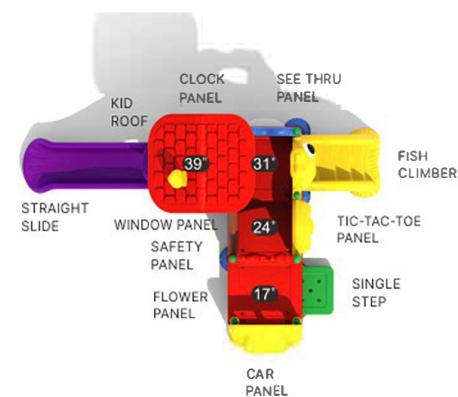 CLOCK
PANEL
SEE THRU
PANEL
KID
ROOF
39"
31"
FISH
CLIMBER
STRAIGHT
SLIDE
WINDOW PANEL
SAFETY
PANEL
24"
TIC-TAC-TOE
PANEL
FLOWER
PANEL
17"
SINGLE
STEP
CAR
PANEL